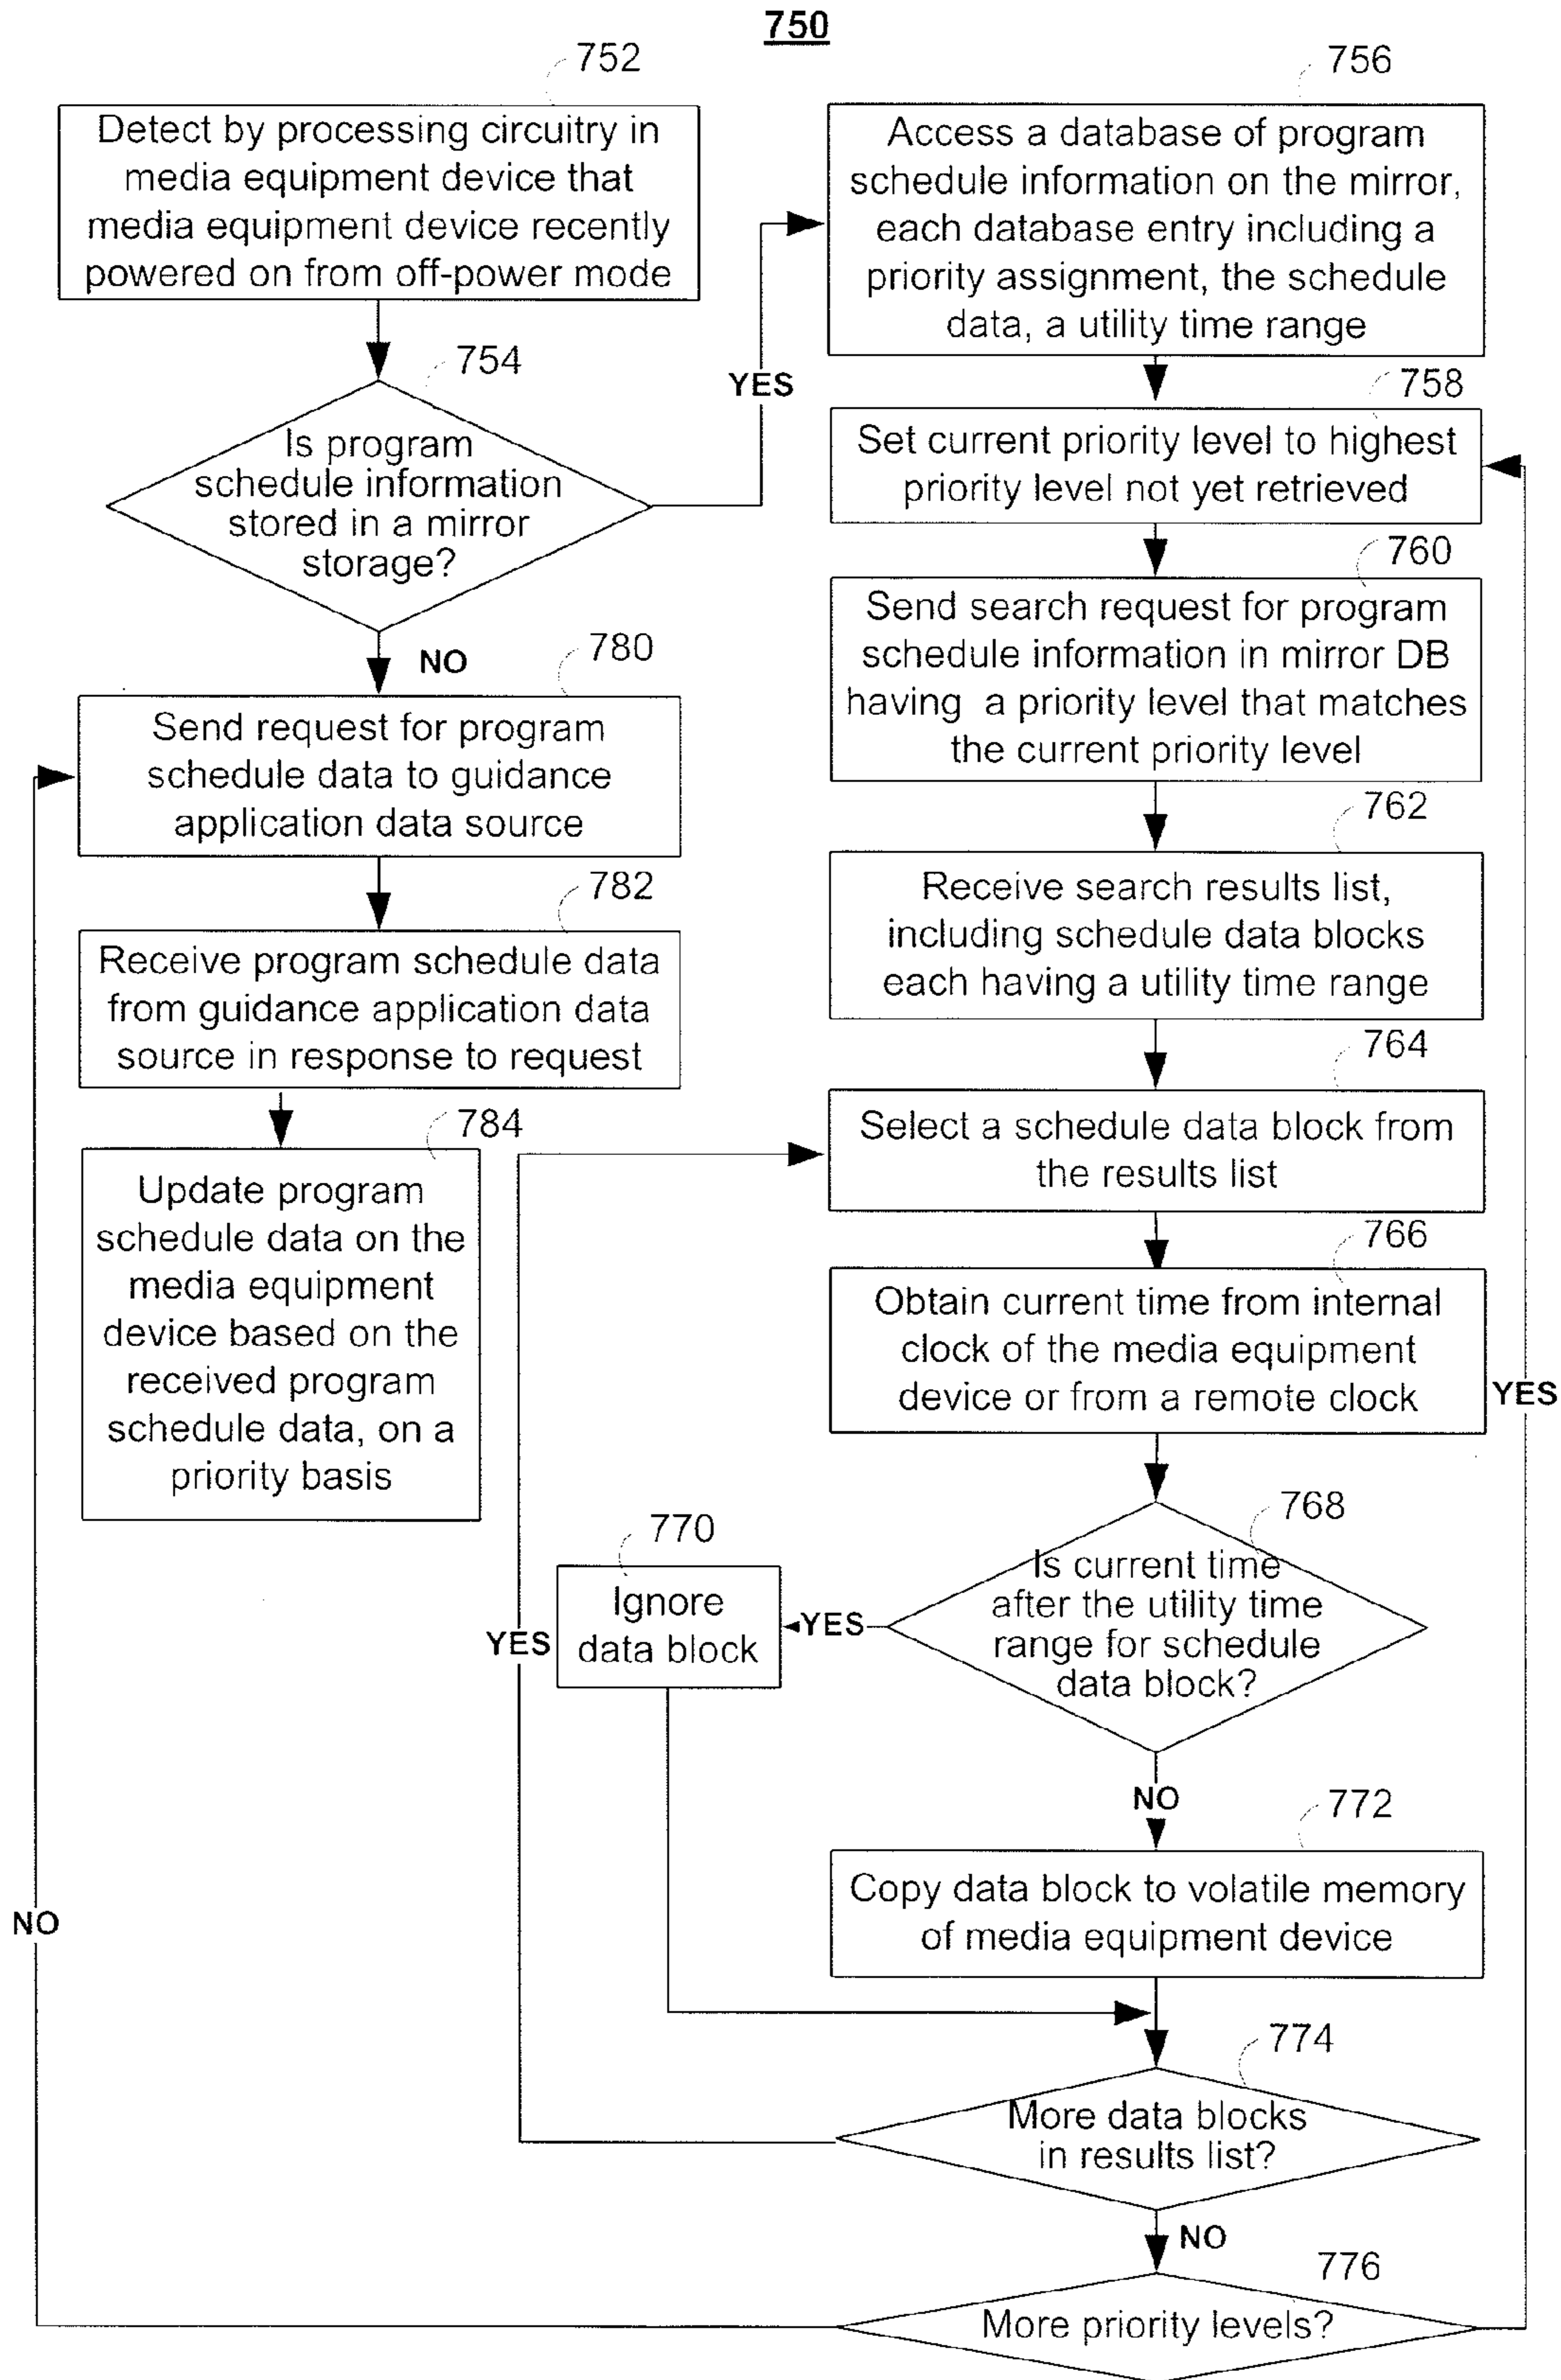 750
752
Detect by processing circuitry in
media equipment device that
media equipment device recently
powered on from off-power mode
754
Is program
schedule information
stored in a mirror
storage?
YES
NO
780
Send request for program
schedule data to guidance
application data source
782
Receive program schedule data
from guidance application data
source in response to request
784
Update program
schedule data on the
media equipment
device based on the
received program
schedule data, on a
priority basis
756
Access a database of program
schedule information on the mirror,
each database entry including a
priority assignment, the schedule
data, a utility time range
758
Set current priority level to highest
priority level not yet retrieved
760
Send search request for program
schedule information in mirror DB
having a priority level that matches
the current priority level
762
Receive search results list,
including schedule data blocks
each having a utility time range
764
Select a schedule data block from
the results list
766
Obtain current time from internal
clock of the media equipment
device or from a remote clock
YES
768
Is current time
after the utility time
range for schedule
data block?
YES
770
Ignore
data block
YES
NO
772
Copy data block to volatile memory
of media equipment device
NO
774
More data blocks
in results list?
NO
776
More priority levels?